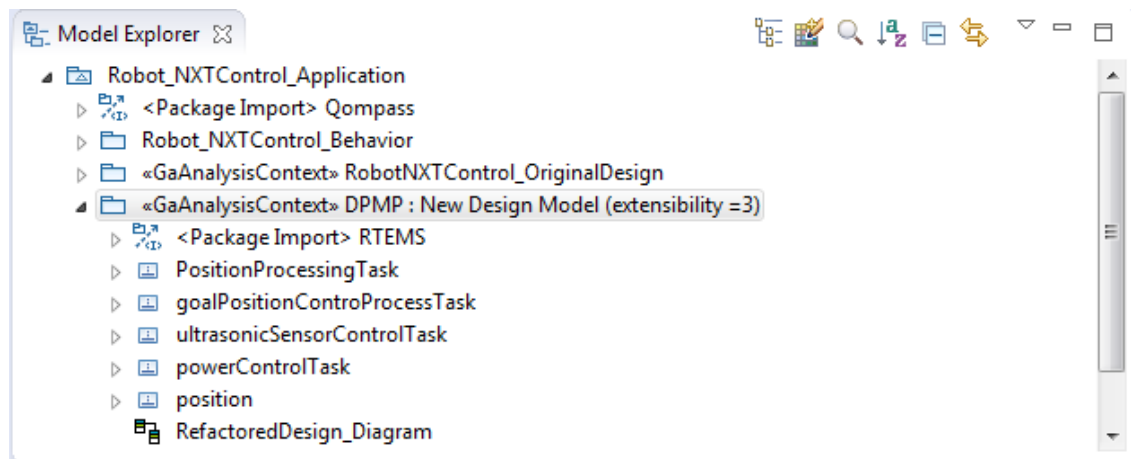 Model Explorer
Robot_NXTControl_Application
<Package Import> Qompass
Robot_NXTControl_Behavior
«GaAnalysisContext» RobotNXTControl_OriginalDesign
«GaAnalysisContext» DPMP : New Design Model (extensibility =3)
<Package Import> RTEMS
PositionProcessingTask
goalPositionControProcessTask
ultrasonicSensorControlTask
powerControlTask
position
RefactoredDesign_Diagram